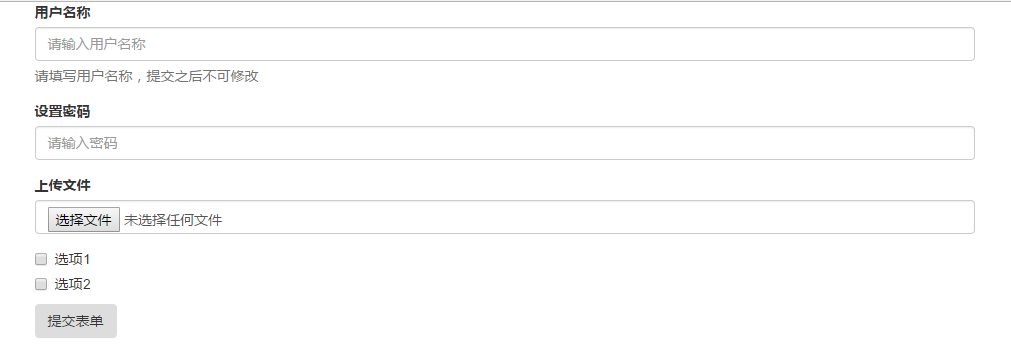 用户名称
请输入用户名称
请填写用户名称，提交之后不可修改
设置密码
请输入密码
上传文件
选择文件 未选择任何文件
选项1
选项2
提交表单